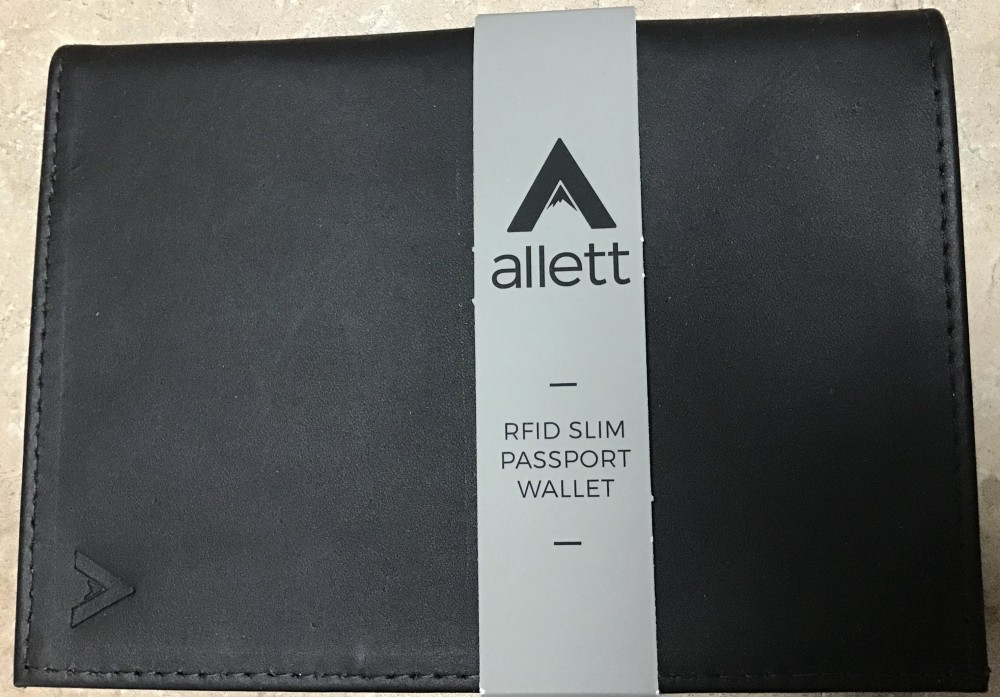 allett
RFID SLIM
PASSPORT
WALLET